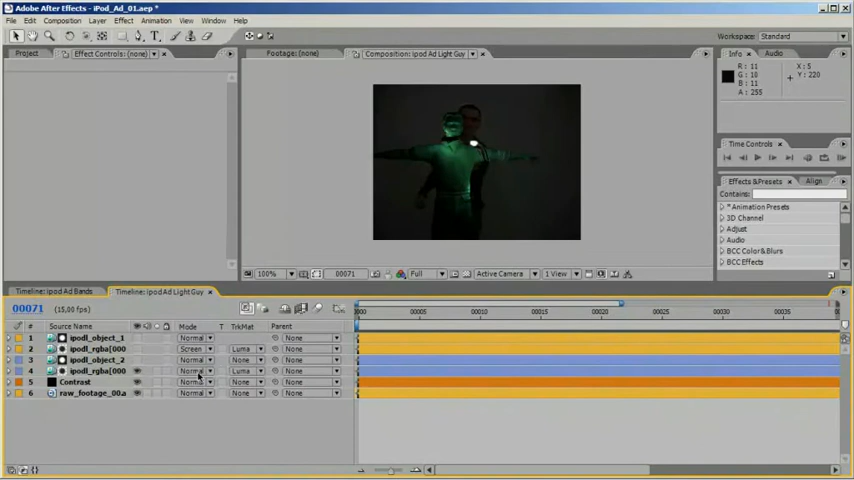 Adobe After Effects - iPod_Ad_01.aep *
File Edit Composition Layer Effect Animation View Window Help
Workspace: Standard
Project Effect Controls: (none)
Footage: (none) Composition: ipod Ad Light Guy
Info Audio
R: 11
G: 10
B: 11
A: 255
X: 5
Y: 220
Time Controls
Effects & Presets Align
Contains:
* Animation Presets
3D Channel
Adjust
Audio
BCC Color & Blurs
BCC Effects
100% 00071 Full Active Camera 1 View
Timeline: ipod Ad Bands Timeline: ipod Ad Light Guy
00071 (15,00 fps)
0000 00005 00010 00015 00020 00025 00030 00035
# Source Name Mode T TrkMat Parent
1 ipodl_object_1 Normal None
2 ipodl_rgba[000 Screen Luma None
3 ipodl_object_2 Normal None None
4 ipodl_rgba[000 Normal Luma None
5 Contrast Normal None None
6 raw_footage_00.a Normal None None